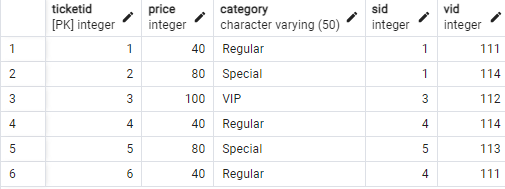 ticketid price category sid vid
[PK] integer integer character varying (50) integer integer
1 1 40 Regular 1 111
2 2 80 Special 1 114
3 3 100 VIP 3 112
4 4 40 Regular 4 114
5 5 80 Special 5 113
6 6 40 Regular 4 111